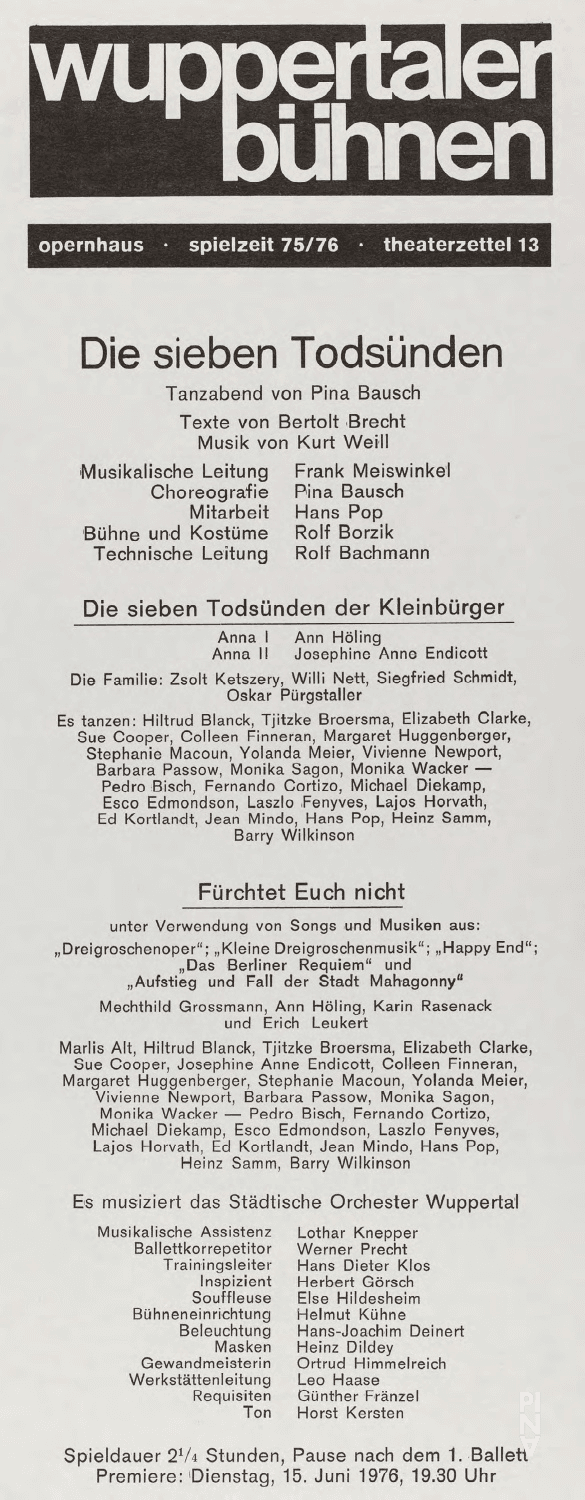 wuppertaler
bühnen
opernhaus · spielzeit 75/76 · theaterzettel 13
Die sieben Todsünden
Tanzabend von Pina Bausch
Texte von Bertolt Brecht
Musik von Kurt Weill
Musikalische Leitung Frank Meiswinkel
Choreografie Pina Bausch
Mitarbeit Hans Pop
Bühne und Kostüme Rolf Borzik
Technische Leitung Rolf Bachmann
Die sieben Todsünden der Kleinbürger
Anna I Ann Höling
Anna II Josephine Anne Endicott
Die Familie: Zsolt Ketszery, Willi Nett, Siegfried Schmidt,
Oskar Pürgstaller
Es tanzen: Hiltrud Blanck, Tjitzke Broersma, Elizabeth Clarke,
Sue Cooper, Colleen Finneran, Margaret Huggenberger,
Stephanie Macoun, Yolanda Meier, Vivienne Newport,
Barbara Passow, Monika Sagon, Monika Wacker —
Pedro Bisch, Fernando Cortizo, Michael Diekamp,
Esco Edmondson, Laszlo Fenyves, Lajos Horvath,
Ed Kortlandt, Jean Mindo, Hans Pop, Heinz Samm,
Barry Wilkinson
Fürchtet Euch nicht
unter Verwendung von Songs und Musiken aus:
„Dreigroschenoper“; „Kleine Dreigroschenmusik“; „Happy End“;
„Das Berliner Requiem“ und
„Aufstieg und Fall der Stadt Mahagonny“
Mechthild Grossmann, Ann Höling, Karin Rasenack
und Erich Leukert
Marlis Alt, Hiltrud Blanck, Tjitzke Broersma, Elizabeth Clarke,
Sue Cooper, Josephine Anne Endicott, Colleen Finneran,
Margaret Huggenberger, Stephanie Macoun, Yolanda Meier,
Vivienne Newport, Barbara Passow, Monika Sagon,
Monika Wacker — Pedro Bisch, Fernando Cortizo,
Michael Diekamp, Esco Edmondson, Laszlo Fenyves,
Lajos Horvath, Ed Kortlandt, Jean Mindo, Hans Pop,
Heinz Samm, Barry Wilkinson
Es musiziert das Städtische Orchester Wuppertal
Musikalische Assistenz Lothar Knepper
Ballettkorrepetitor Werner Precht
Trainingsleiter Hans Dieter Klos
Inspizient Herbert Görsch
Souffleuse Else Hildesheim
Bühneneinrichtung Helmut Kühne
Beleuchtung Hans-Joachim Deinert
Masken Heinz Dildey
Gewandmeisterin Ortrud Himmelreich
Werkstättenleitung Leo Haase
Requisiten Günther Fränzel
Ton Horst Kersten
Spieldauer 2¹/₄ Stunden, Pause nach dem 1. Ballett
Premiere: Dienstag, 15. Juni 1976, 19.30 Uhr
PINA